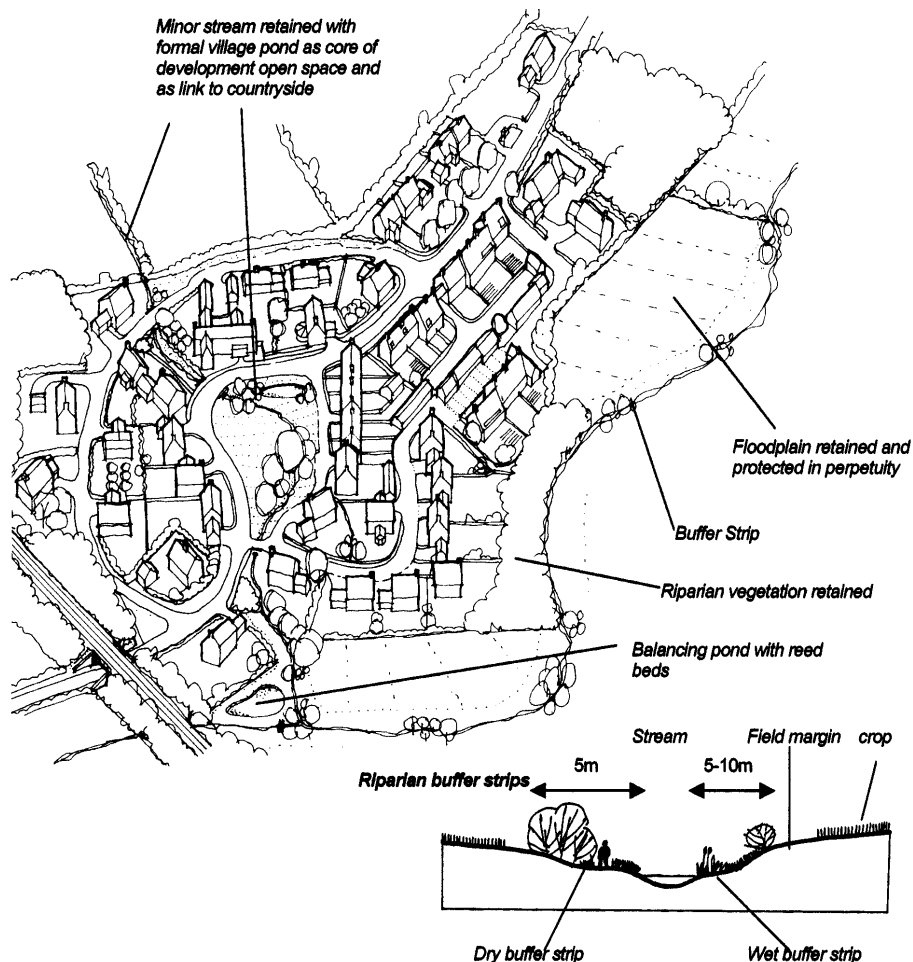 Minor stream retained with
formal village pond as core of
development open space and
as link to countryside
Floodplain retained and
protected in perpetuity
Buffer Strip
Riparian vegetation retained
Balancing pond with reed
beds
Stream Field margin crop
Riparian buffer strips 5m 5-10m
Dry buffer strip Wet buffer strip